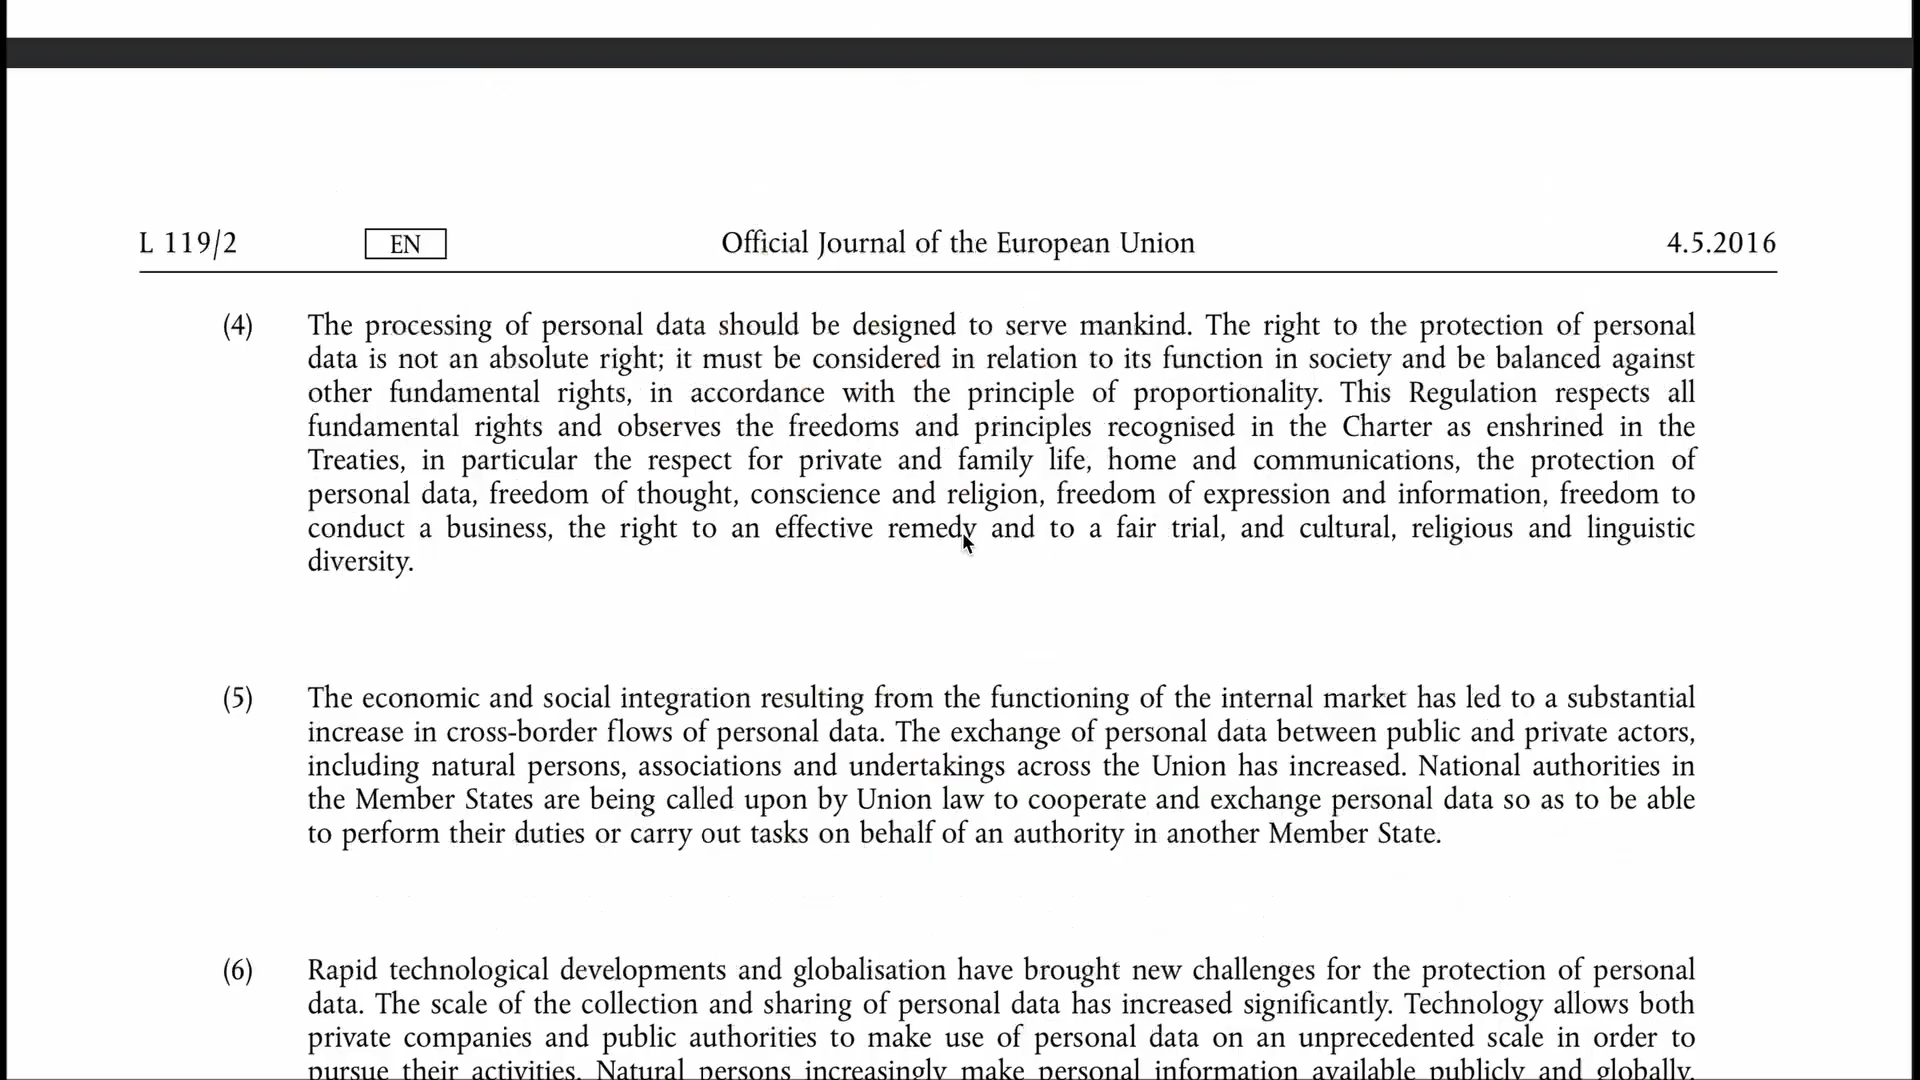 L 119/2 EN Official Journal of the European Union 4.5.2016
(4) The processing of personal data should be designed to serve mankind. The right to the protection of personal
data is not an absolute right; it must be considered in relation to its function in society and be balanced against
other fundamental rights, in accordance with the principle of proportionality. This Regulation respects all
fundamental rights and observes the freedoms and principles recognised in the Charter as enshrined in the
Treaties, in particular the respect for private and family life, home and communications, the protection of
personal data, freedom of thought, conscience and religion, freedom of expression and information, freedom to
conduct a business, the right to an effective remedy and to a fair trial, and cultural, religious and linguistic
diversity.
(5) The economic and social integration resulting from the functioning of the internal market has led to a substantial
increase in cross-border flows of personal data. The exchange of personal data between public and private actors,
including natural persons, associations and undertakings across the Union has increased. National authorities in
the Member States are being called upon by Union law to cooperate and exchange personal data so as to be able
to perform their duties or carry out tasks on behalf of an authority in another Member State.
(6) Rapid technological developments and globalisation have brought new challenges for the protection of personal
data. The scale of the collection and sharing of personal data has increased significantly. Technology allows both
private companies and public authorities to make use of personal data on an unprecedented scale in order to
pursue their activities. Natural persons increasingly make personal information available publicly and globally.